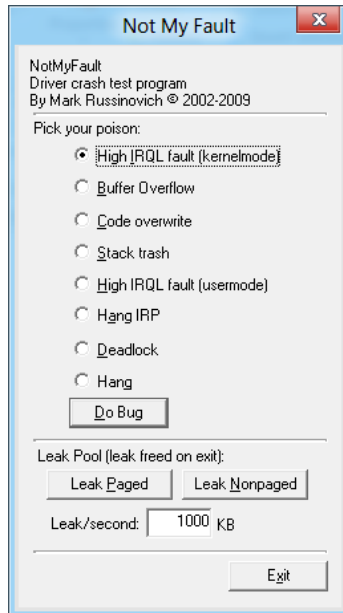 Not My Fault
NotMyFault
Driver crash test program
By Mark Russinovich © 2002-2009
Pick your poison:
High IRQL fault (kernelmode)
Buffer Overflow
Code overwrite
Stack trash
High IRQL fault (usermode)
Hang IRP
Deadlock
Hang
Do Bug
Leak Pool (leak freed on exit):
Leak Paged Leak Nonpaged
Leak/second: 1000 KB
Exit